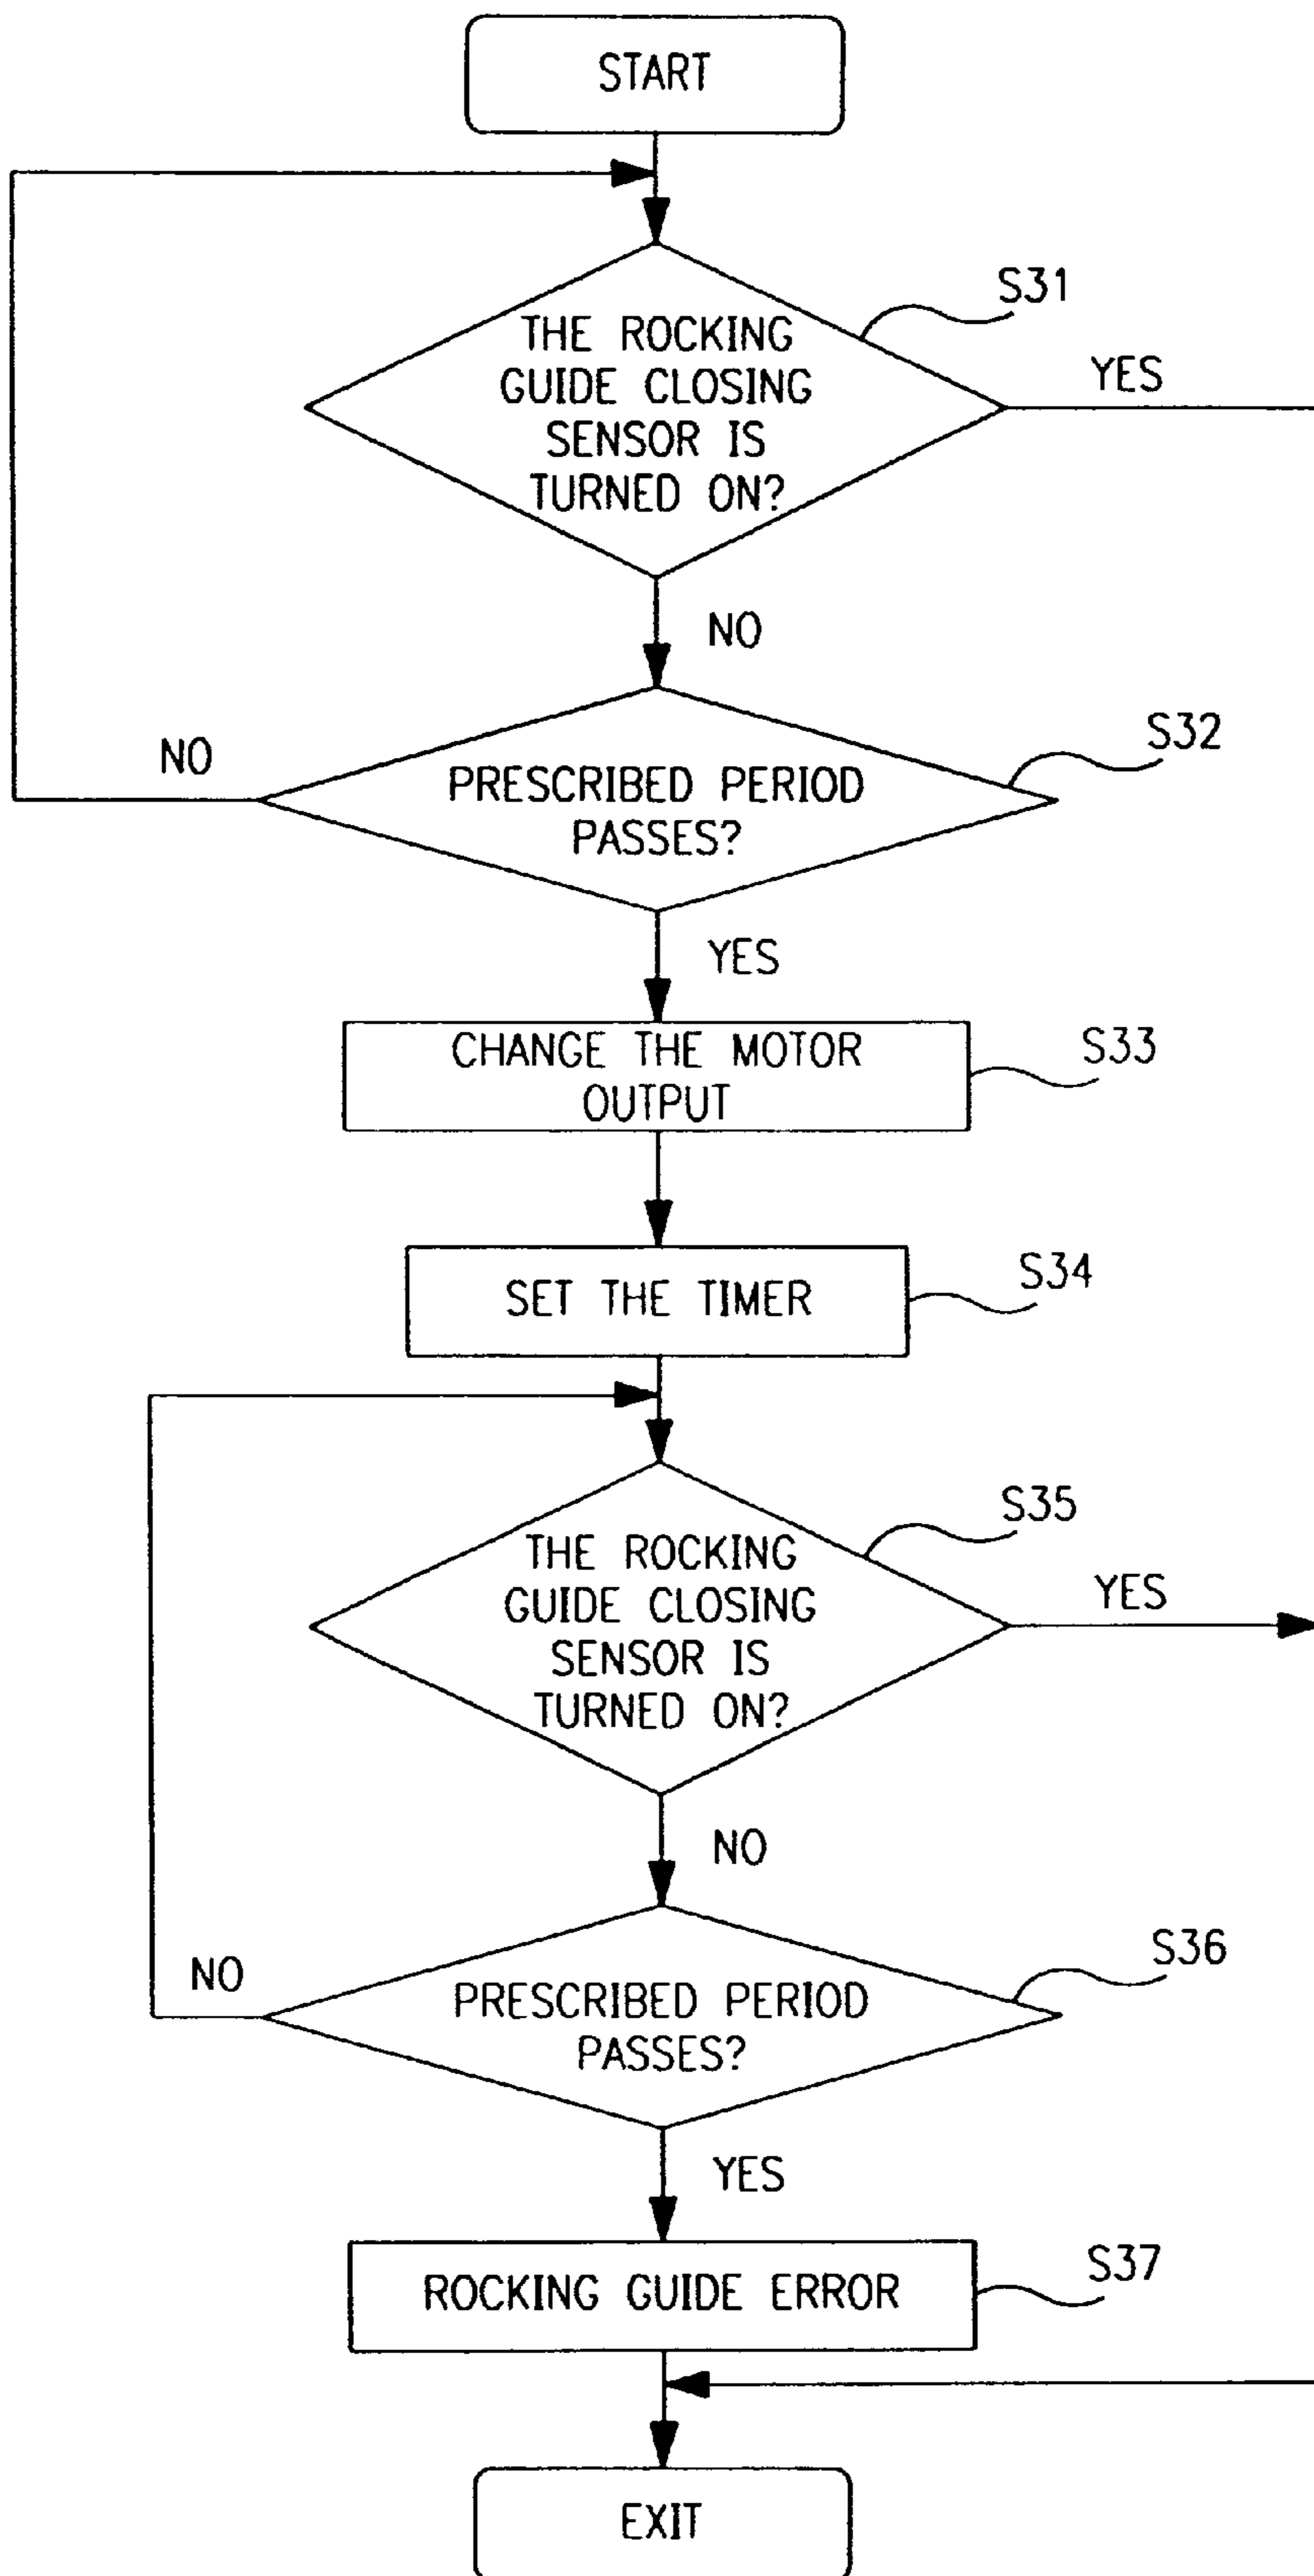 START
S31
THE ROCKING
GUIDE CLOSING
SENSOR IS
TURNED ON?
YES
NO
S32
NO
PRESCRIBED PERIOD
PASSES?
YES
CHANGE THE MOTOR
OUTPUT
S33
SET THE TIMER
S34
S35
THE ROCKING
GUIDE CLOSING
SENSOR IS
TURNED ON?
YES
NO
S36
NO
PRESCRIBED PERIOD
PASSES?
YES
ROCKING GUIDE ERROR
S37
EXIT